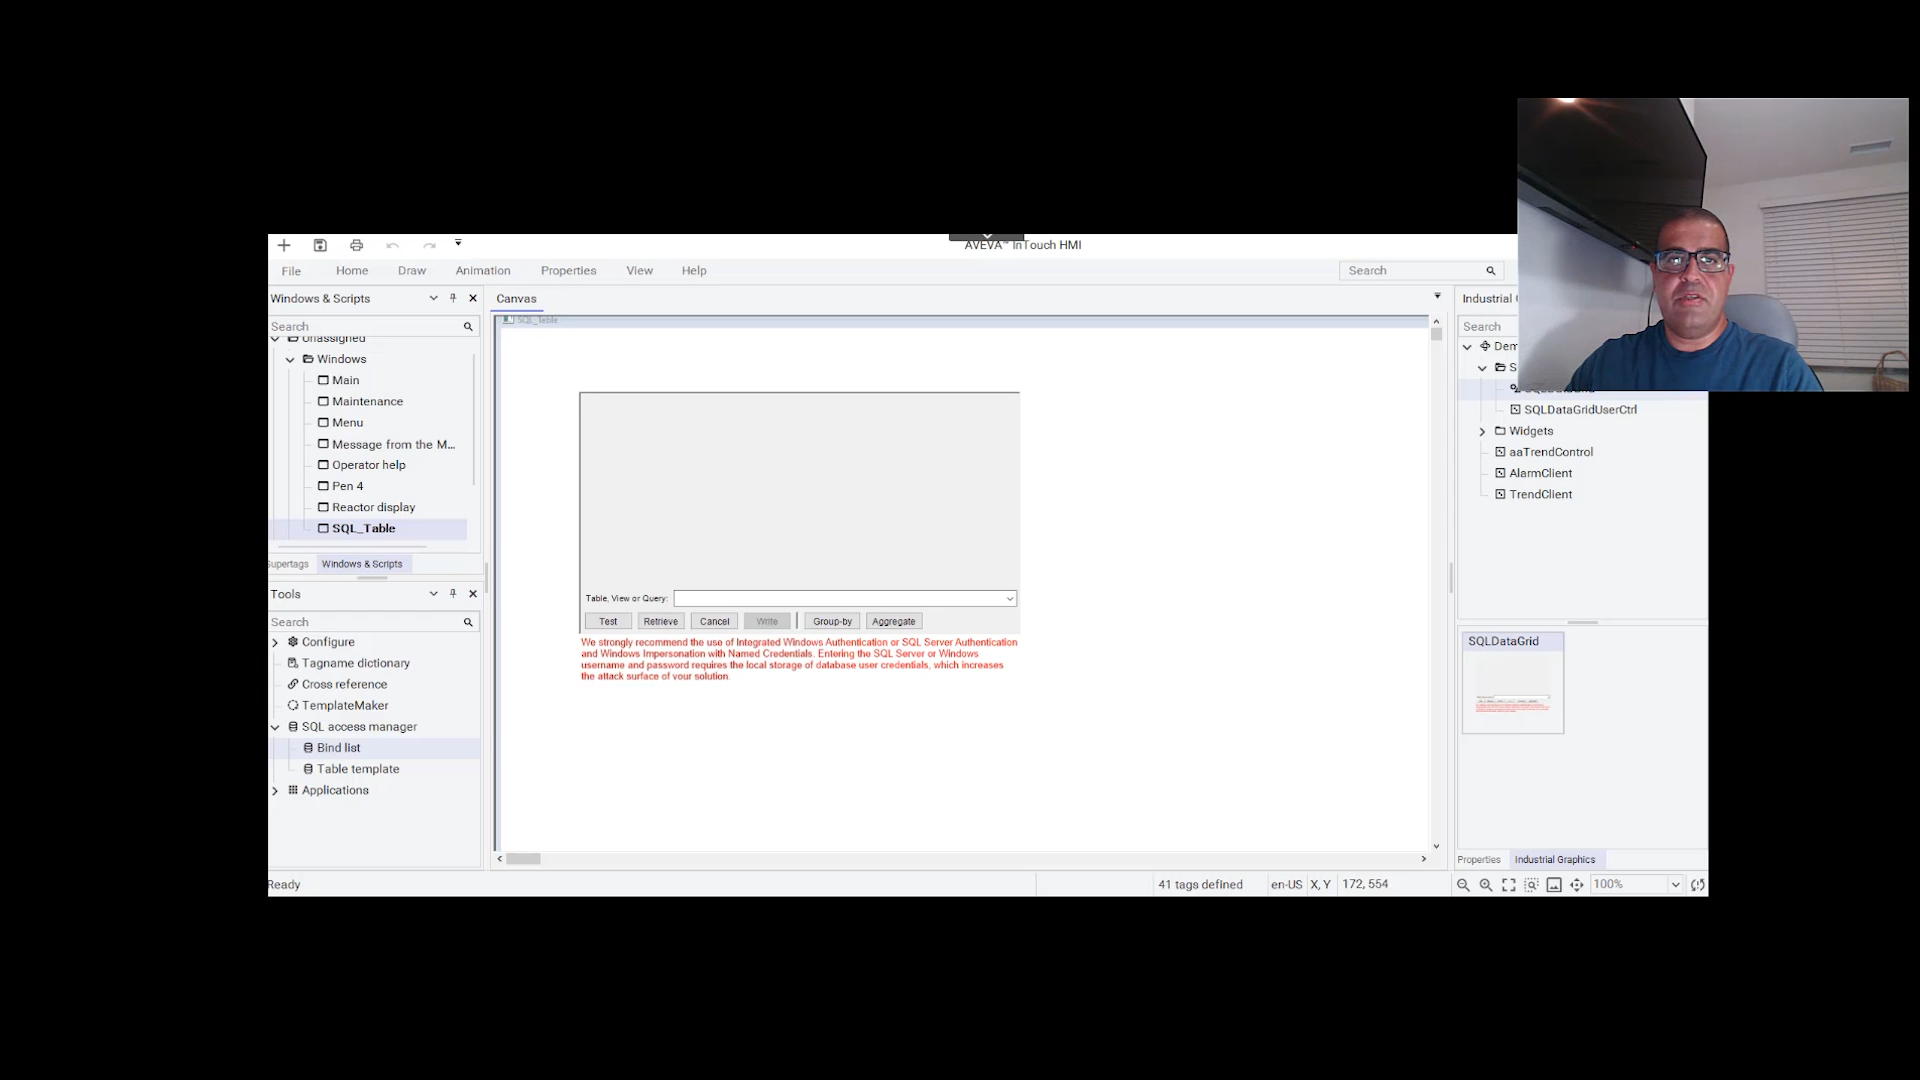 AVEVA™ InTouch HMI
File Home Draw Animation Properties View Help
Search
Windows & Scripts
Search
Unassigned
Windows
Main
Maintenance
Menu
Message from the M...
Operator help
Pen 4
Reactor display
SQL_Table
Supertags Windows & Scripts
Tools
Search
Configure
Tagname dictionary
Cross reference
TemplateMaker
SQL access manager
Bind list
Table template
Applications
Canvas
SQL_Table
Table, View or Query:
Test Retrieve Cancel Write Group-by Aggregate
We strongly recommend the use of Integrated Windows Authentication or SQL Server Authentication
and Windows Impersonation with Named Credentials. Entering the SQL Server or Windows
username and password requires the local storage of database user credentials, which increases
the attack surface of your solution.
Industrial
Search
Dem
S
SQLDataGridUserCtrl
Widgets
aaTrendControl
AlarmClient
TrendClient
SQLDataGrid
Properties Industrial Graphics
Ready
41 tags defined
en-US
X, Y
172, 554
100%